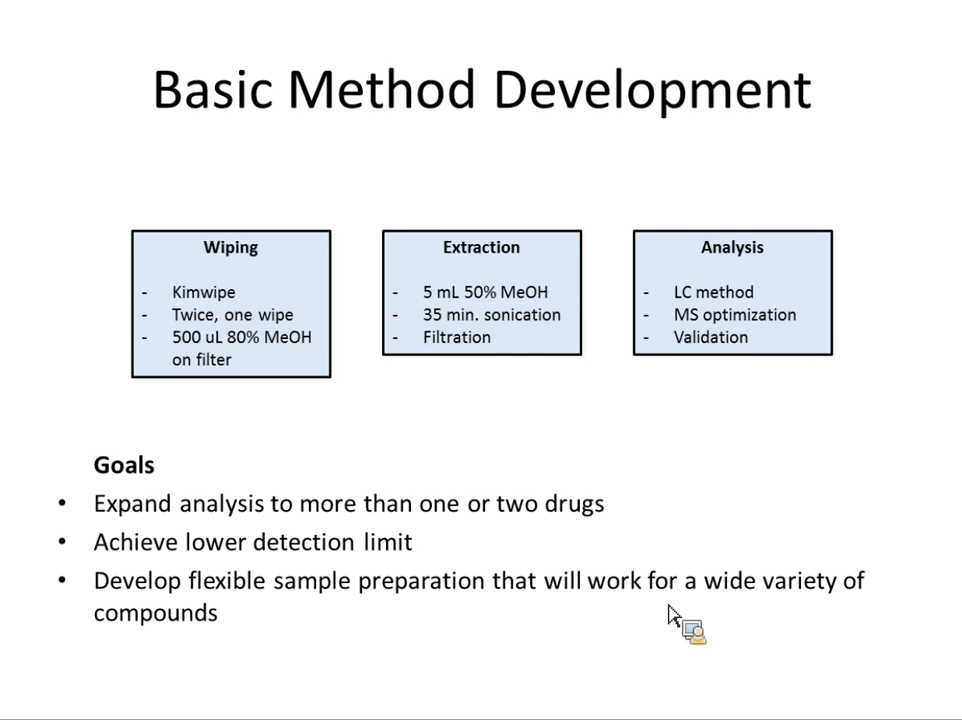 Basic Method Development
Wiping
- Kimwipe
- Twice, one wipe
- 500 uL 80% MeOH
on filter
Extraction
- 5 mL 50% MeOH
- 35 min. sonication
- Filtration
Analysis
- LC method
- MS optimization
- Validation
Goals
• Expand analysis to more than one or two drugs
• Achieve lower detection limit
• Develop flexible sample preparation that will work for a wide variety of
compounds